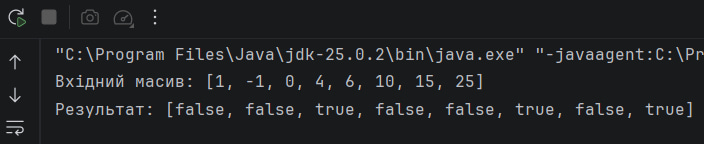 "C:\Program Files\Java\jdk-25.0.2\bin\java.exe" "-javaagent:C:\Pr
Вхідний масив: [1, -1, 0, 4, 6, 10, 15, 25]
Результат: [false, false, true, false, false, true, false, true]